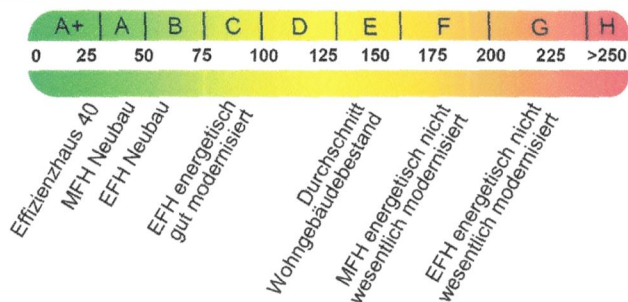 A+ A B C D E F G H
0 25 50 75 100 125 150 175 200 225 >250
Effizienzhaus 40
MFH Neubau
EFH Neubau
EFH energetisch
gut modernisiert
Durchschnitt
Wohngebäudebestand
MFH energetisch nicht
wesentlich modernisiert
EFH energetisch nicht
wesentlich modernisiert